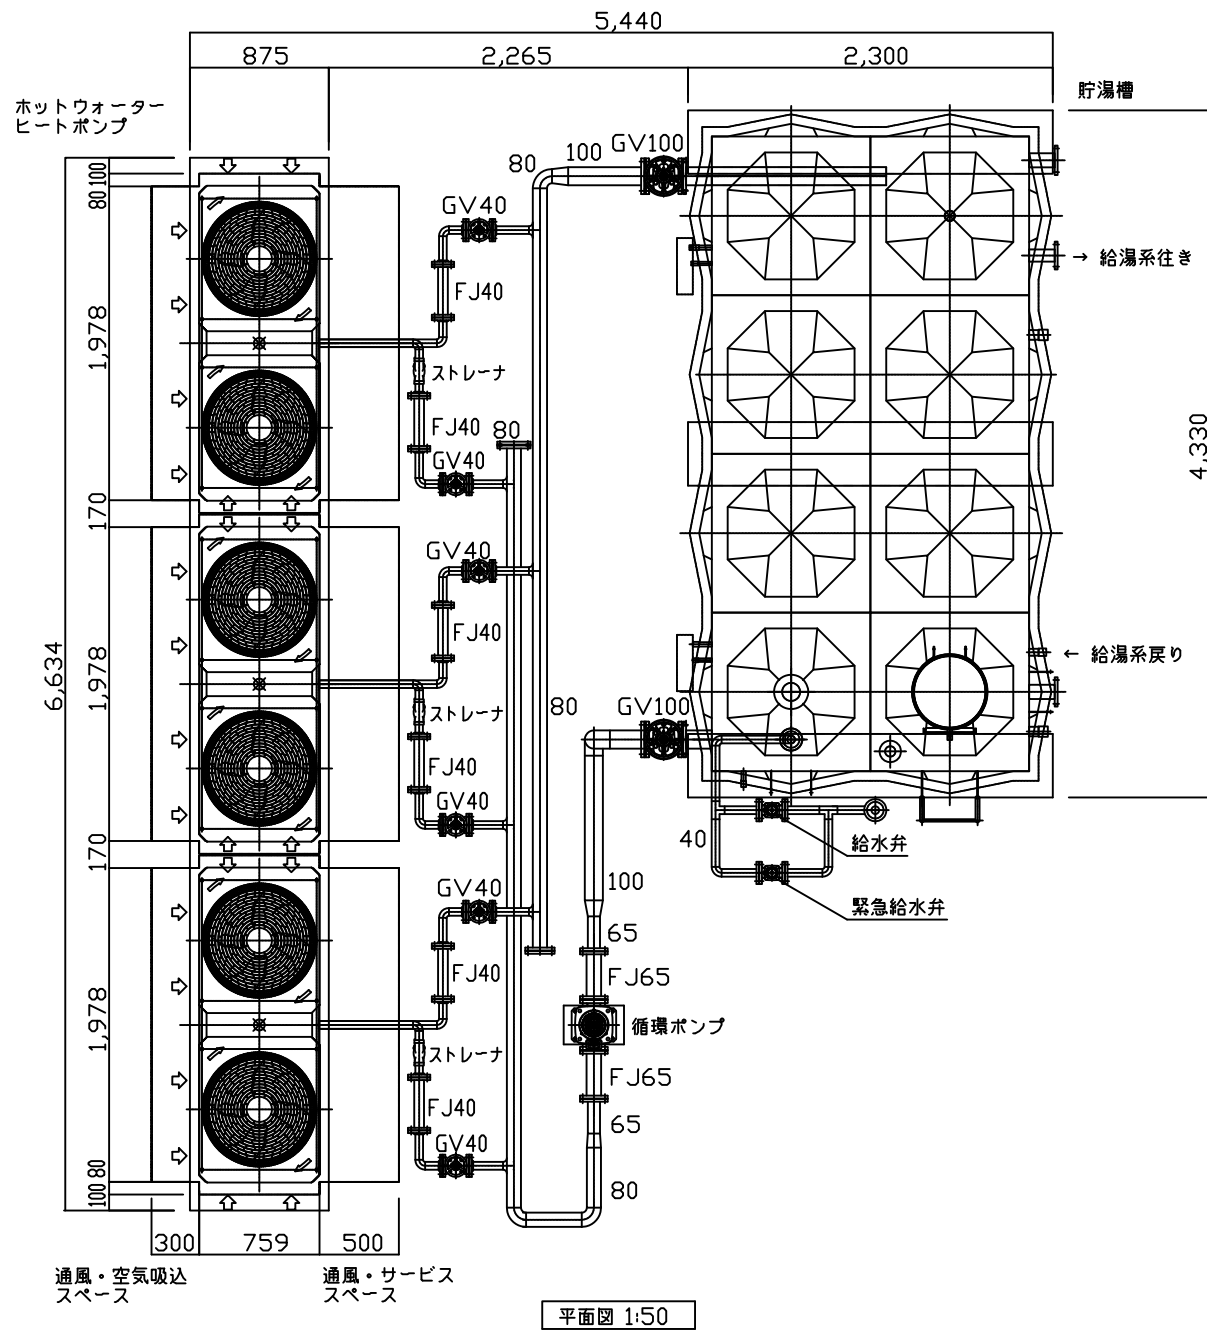 5,440
875
2,265
2,300
ホットウォーター
ヒートポンプ
貯湯槽
GV100
100
80
80
100
GV40
FJ40
→ 給湯系往き
1,978
ストレーナ
FJ40
80
GV40
4,330
170
GV40
FJ40
← 給湯系戻り
6,634
1,978
ストレーナ
80
GV100
FJ40
GV40
170
40
給水弁
100
緊急給水弁
GV40
65
FJ40
FJ65
循環ポンプ
1,978
ストレーナ
FJ65
FJ40
65
GV40
80
100
80
300
759
500
通風・空気吸込
スペース
通風・サービス
スペース
平面図 1:50